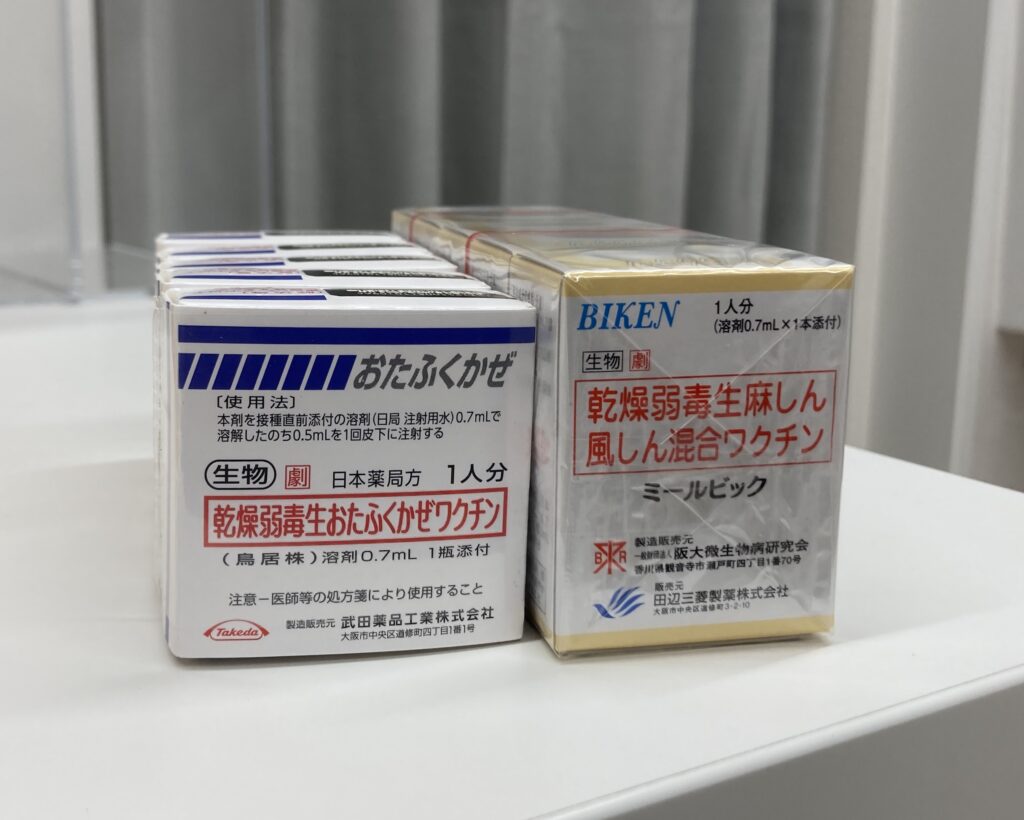 おたふくかぜ
〔使用法〕
本剤を接種直前添付の溶剤(日局 注射用水)0.7mLで
溶解したのち0.5mLを1回皮下に注射する
生物 劇 日本薬局方 1人分
乾燥弱毒生おたふくかぜワクチン
(鳥居株)溶剤0.7mL 1瓶添付
注意-医師等の処方箋により使用すること
Takeda 製造販売元 武田薬品工業株式会社
大阪市中央区道修町四丁目1番1号
BIKEN 1人分
(溶剤0.7mL×1本添付)
生物 劇
乾燥弱毒生麻しん
風しん混合ワクチン
ミールビック
製造販売元
一般財団法人 阪大微生物病研究会
香川県観音寺市瀬戸町四丁目1番70号
販売元
田辺三菱製薬株式会社
大阪市中央区道修町3-2-10